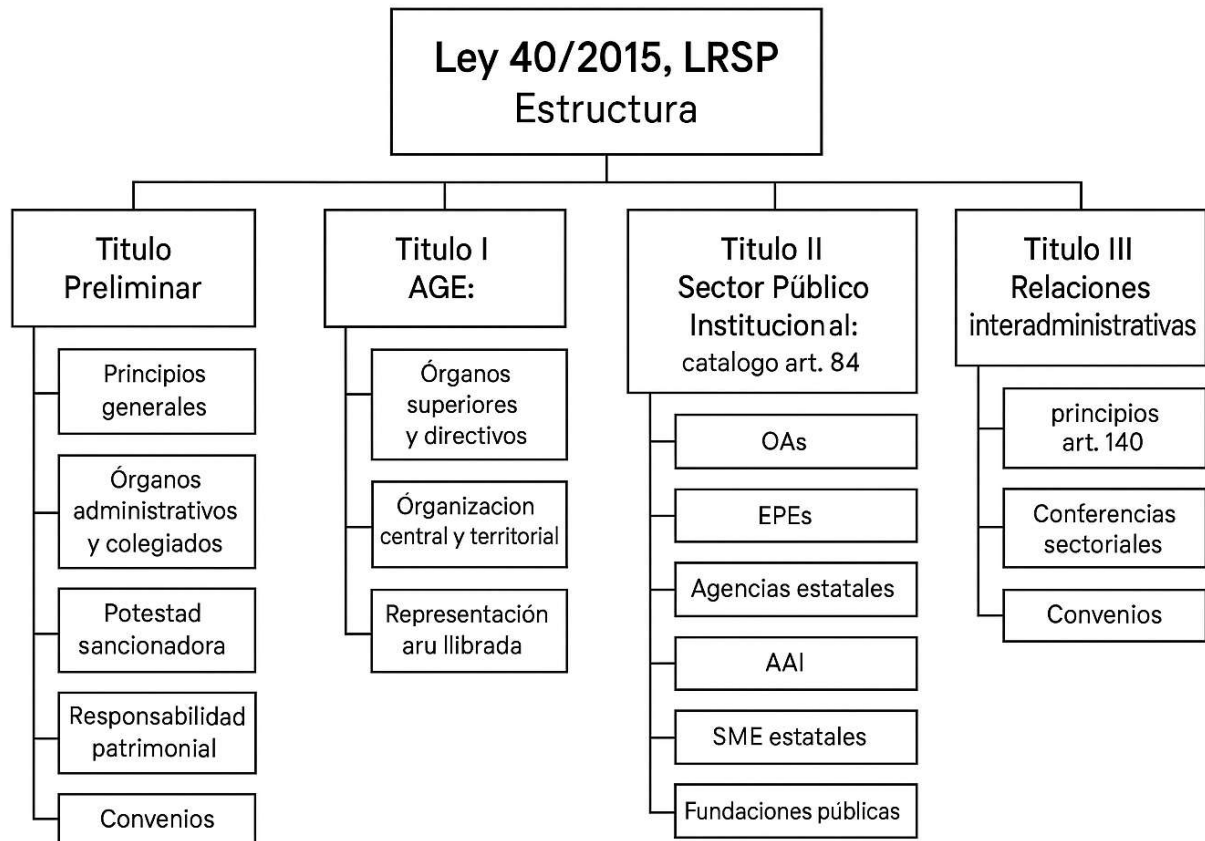 Ley 40/2015, LRSP
Estructura
Titulo
Preliminar
Principios
generales
Órganos
administrativos
y colegiados
Potestad
sancionadora
Responsabilidad
patrimonial
Convenios
Titulo I
AGE:
Órganos
superiores
y directivos
Órganizacion
central y territorial
Representación
aru llibrada
Titulo II
Sector Público
Institucional:
catalogo art. 84
OAs
EPEs
Agencias estatales
AAI
SME estatales
Fundaciones públicas
Titulo III
Relaciones
interadministrativas
principios
art. 140
Conferencias
sectoriales
Convenios